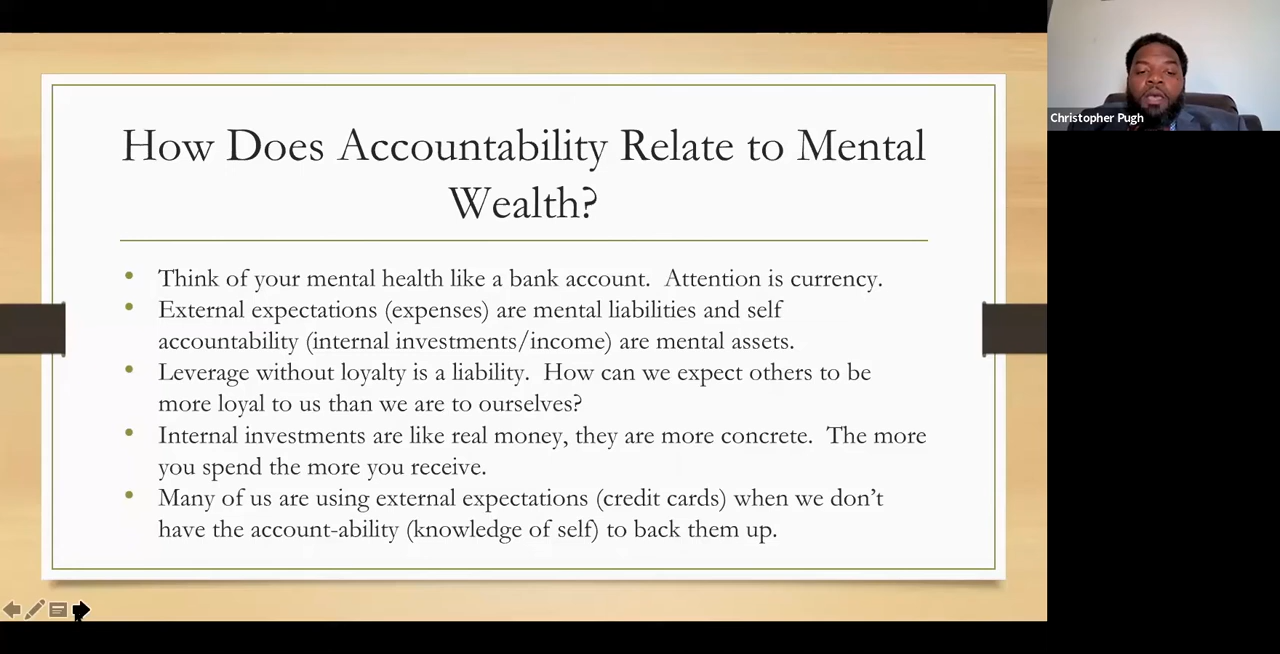 How Does Accountability Relate to Mental
Wealth?
• Think of your mental health like a bank account.  Attention is currency.
• External expectations (expenses) are mental liabilities and self
accountability (internal investments/income) are mental assets.
• Leverage without loyalty is a liability.  How can we expect others to be
more loyal to us than we are to ourselves?
• Internal investments are like real money, they are more concrete.  The more
you spend the more you receive.
• Many of us are using external expectations (credit cards) when we don’t
have the account-ability (knowledge of self) to back them up.
Christopher Pugh